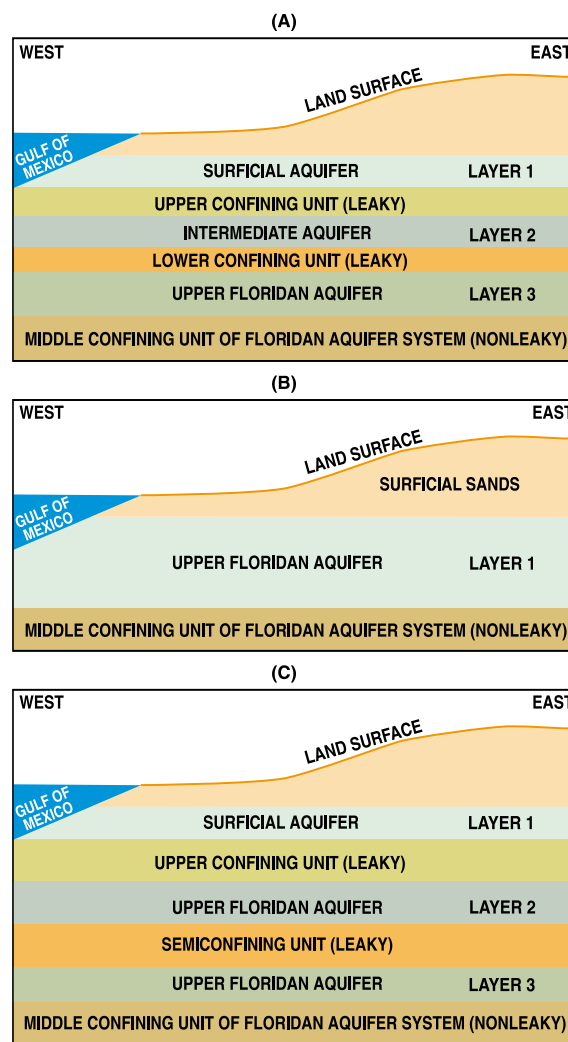 (A)
WEST EAST
LAND SURFACE
GULF OF
MEXICO
SURFICIAL AQUIFER LAYER 1
UPPER CONFINING UNIT (LEAKY)
INTERMEDIATE AQUIFER LAYER 2
LOWER CONFINING UNIT (LEAKY)
UPPER FLORIDAN AQUIFER LAYER 3
MIDDLE CONFINING UNIT OF FLORIDAN AQUIFER SYSTEM (NONLEAKY)
(B)
WEST EAST
LAND SURFACE
SURFICIAL SANDS
GULF OF
MEXICO
UPPER FLORIDAN AQUIFER LAYER 1
MIDDLE CONFINING UNIT OF FLORIDAN AQUIFER SYSTEM (NONLEAKY)
(C)
WEST EAST
LAND SURFACE
GULF OF
MEXICO
SURFICIAL AQUIFER LAYER 1
UPPER CONFINING UNIT (LEAKY)
UPPER FLORIDAN AQUIFER LAYER 2
SEMICONFINING UNIT (LEAKY)
UPPER FLORIDAN AQUIFER LAYER 3
MIDDLE CONFINING UNIT OF FLORIDAN AQUIFER SYSTEM (NONLEAKY)